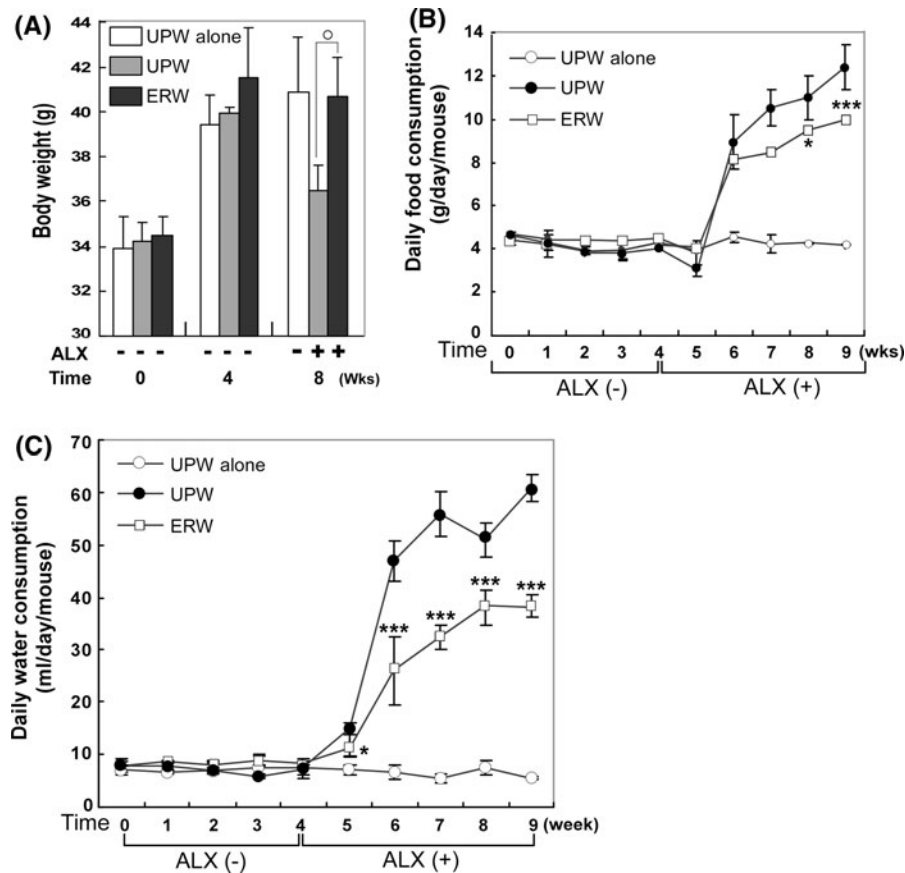 (A)
Body weight (g)
44
42
40
38
36
34
32
30
UPW alone
UPW
ERW
○
ALX - - - - - - - + +
Time 0 4 8 (Wks)
(B)
Daily food consumption
(g/day/mouse)
14
12
10
8
6
4
2
0
UPW alone
UPW
ERW
***
*
Time 0 1 2 3 4 5 6 7 8 9 (wks)
ALX (-) ALX (+)
(C)
Daily water consumption
(ml/day/mouse)
70
60
50
40
30
20
10
0
UPW alone
UPW
ERW
*** *** *** ***
*
Time 0 1 2 3 4 5 6 7 8 9 (week)
ALX (-) ALX (+)